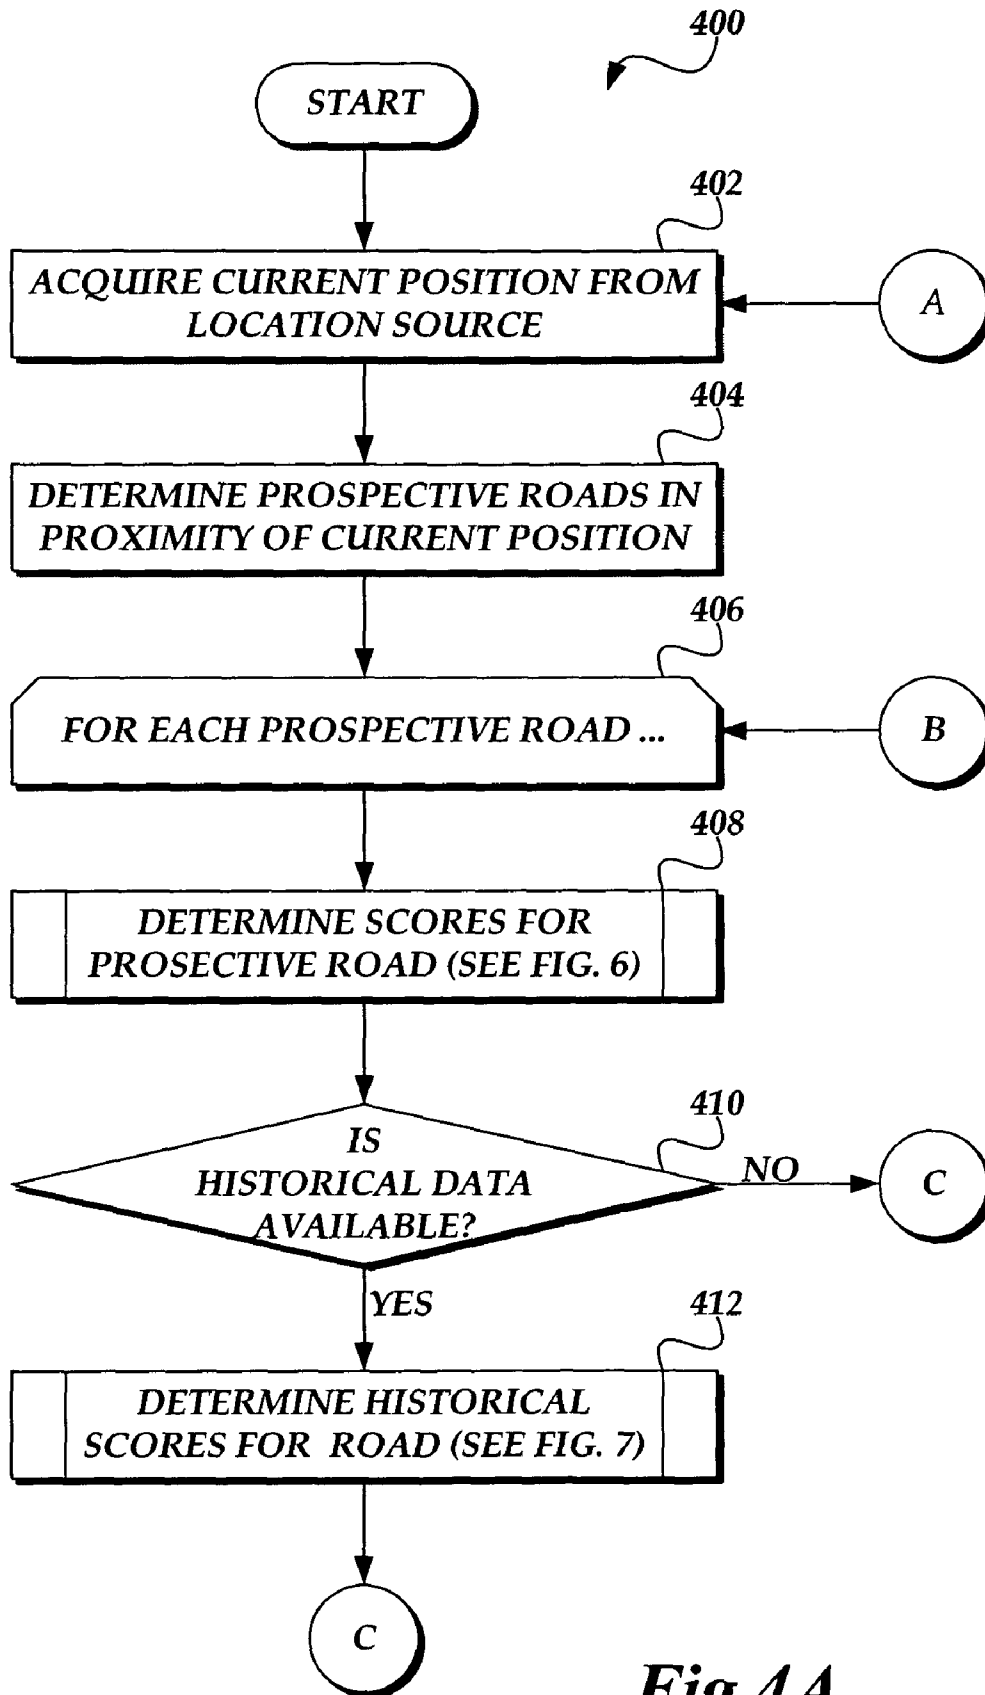 400
START
402
ACQUIRE CURRENT POSITION FROM
LOCATION SOURCE
A
404
DETERMINE PROSPECTIVE ROADS IN
PROXIMITY OF CURRENT POSITION
406
FOR EACH PROSPECTIVE ROAD ...
B
408
DETERMINE SCORES FOR
PROSECTIVE ROAD (SEE FIG. 6)
410
IS
HISTORICAL DATA
AVAILABLE?
NO
C
YES
412
DETERMINE HISTORICAL
SCORES FOR ROAD (SEE FIG. 7)
C
Fig.4A.